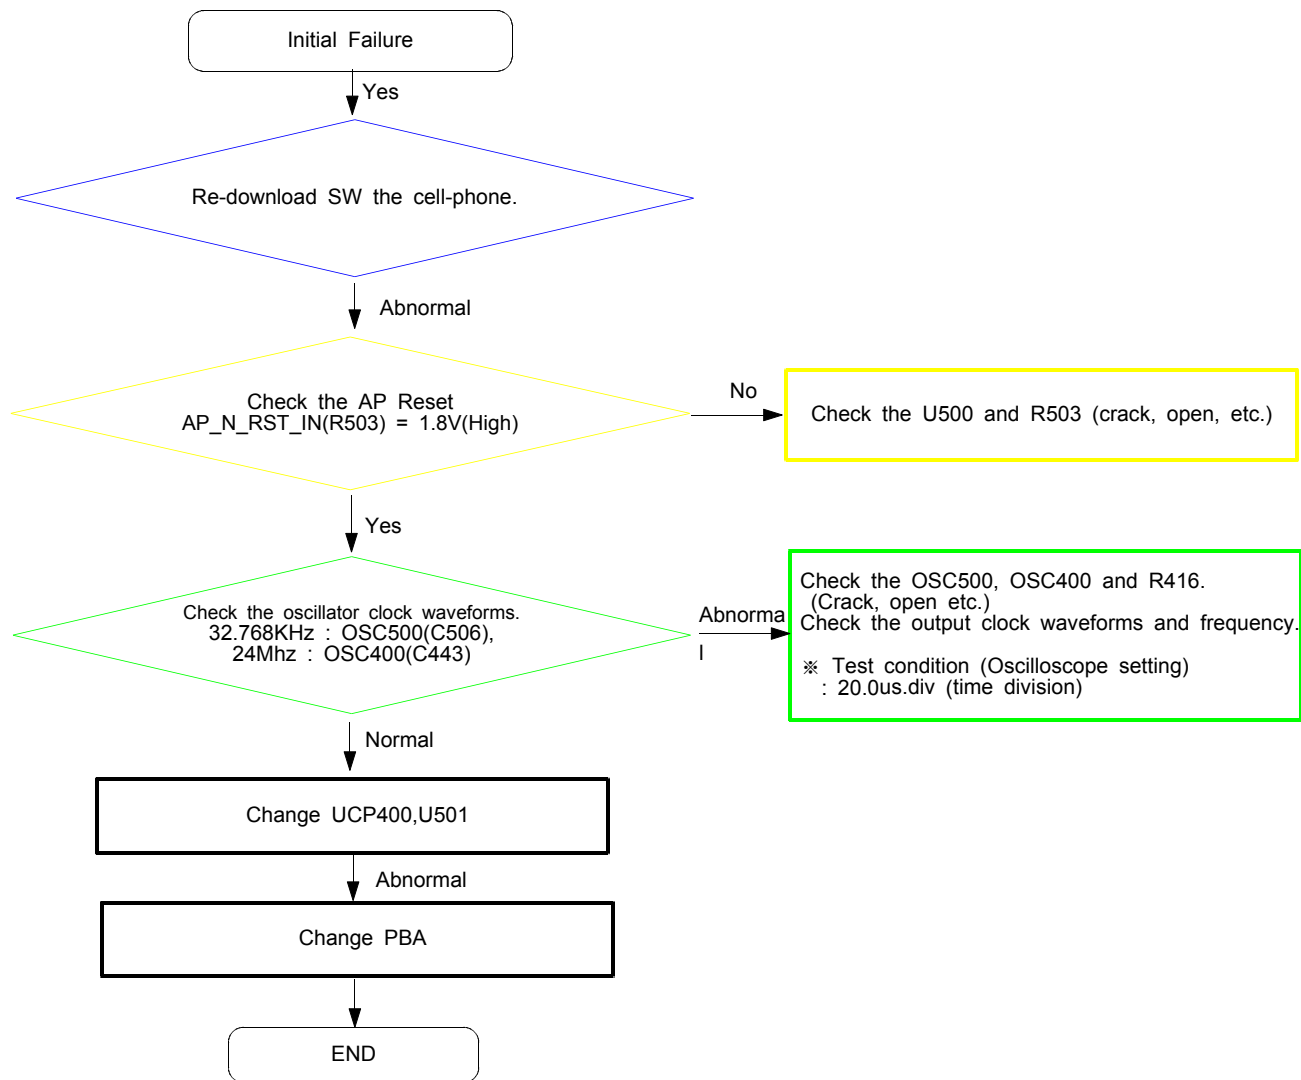 Initial Failure
Yes
Re-download SW the cell-phone.
Abnormal
Check the AP Reset
AP_N_RST_IN(R503) = 1.8V(High)
No
Check the U500 and R503 (crack, open, etc.)
Yes
Check the oscillator clock waveforms.
32.768KHz : OSC500(C506),
24Mhz : OSC400(C443)
Abnorma
l
Check the OSC500, OSC400 and R416.
(Crack, open etc.)
Check the output clock waveforms and frequency.
※ Test condition (Oscilloscope setting)
: 20.0us.div (time division)
Normal
Change UCP400,U501
Abnormal
Change PBA
END